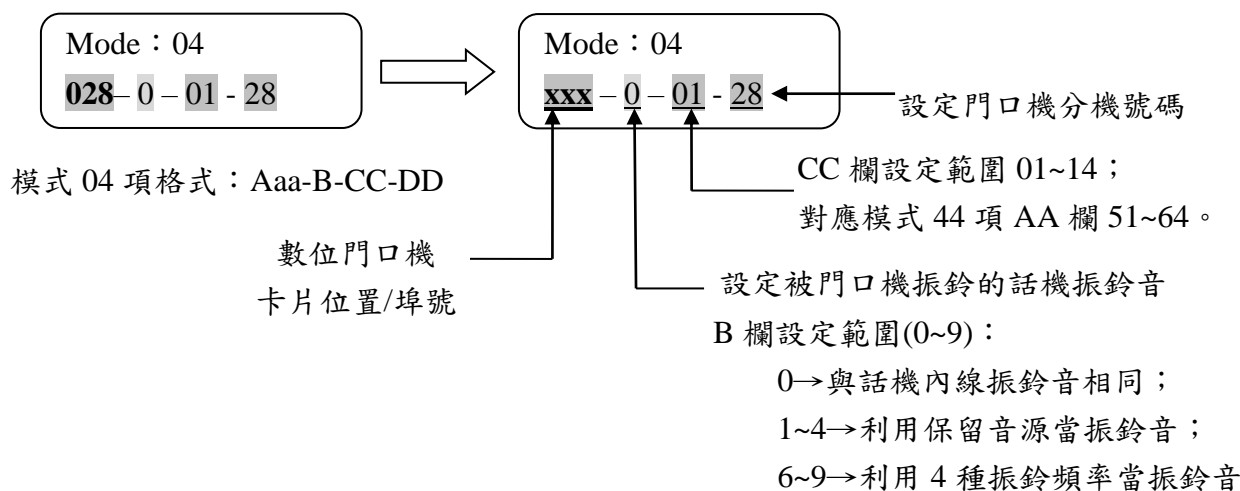 Mode：04
028– 0 – 01 - 28
Mode：04
xxx – 0 – 01 - 28
設定門口機分機號碼
模式 04 項格式：Aaa-B-CC-DD
CC 欄設定範圍 01~14；
對應模式 44 項 AA 欄 51~64。
數位門口機
卡片位置/埠號
設定被門口機振鈴的話機振鈴音
B 欄設定範圍(0~9)：
0→與話機內線振鈴音相同；
1~4→利用保留音源當振鈴音；
6~9→利用 4 種振鈴頻率當振鈴音